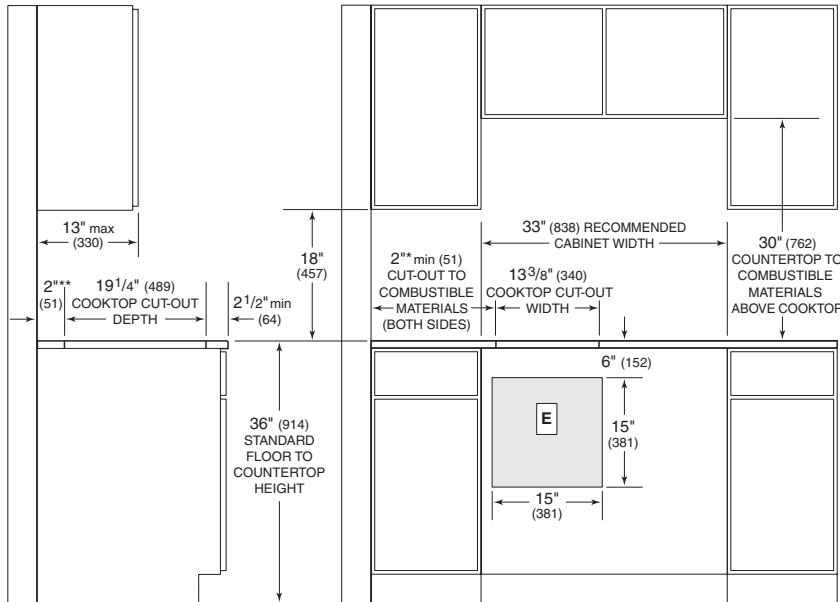 13" max
(330)
18"
(457)
33" (838) RECOMMENDED
CABINET WIDTH
30" (762)
COUNTERTOP TO
COMBUSTIBLE
MATERIALS
ABOVE COOKTOP
2"**
(51)
19 1/4" (489)
COOKTOP CUT-OUT
DEPTH
2 1/2" min
(64)
2"* min (51)
CUT-OUT TO
COMBUSTIBLE
MATERIALS
(BOTH SIDES)
13 3/8" (340)
COOKTOP CUT-OUT
WIDTH
36" (914)
STANDARD
FLOOR TO
COUNTERTOP
HEIGHT
6" (152)
E
15"
(381)
15"
(381)